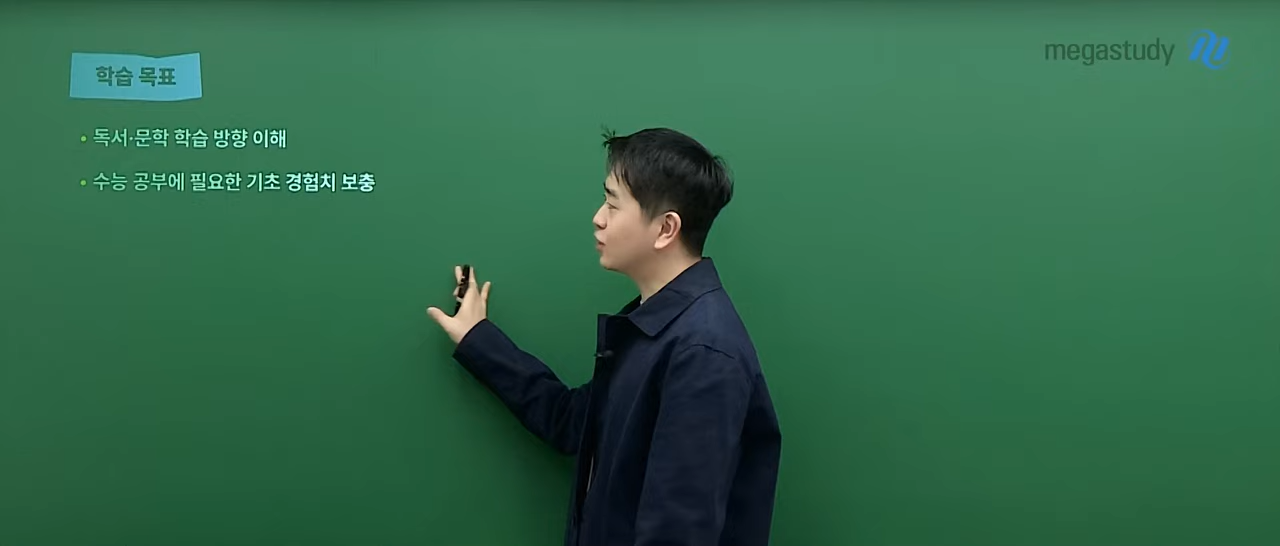 megastudy
학습 목표
• 독서·문학 학습 방향 이해
• 수능 공부에 필요한 기초 경험치 보충